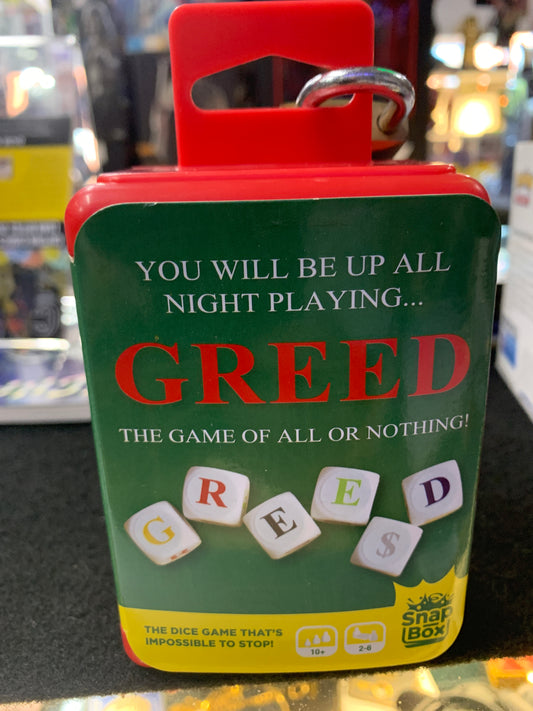 YOU WILL BE UP ALL
NIGHT PLAYING...
GREED
THE GAME OF ALL OR NOTHING!
G R E E $ D
THE DICE GAME THAT'S
IMPOSSIBLE TO STOP!
10+
2-6
Snap
Box